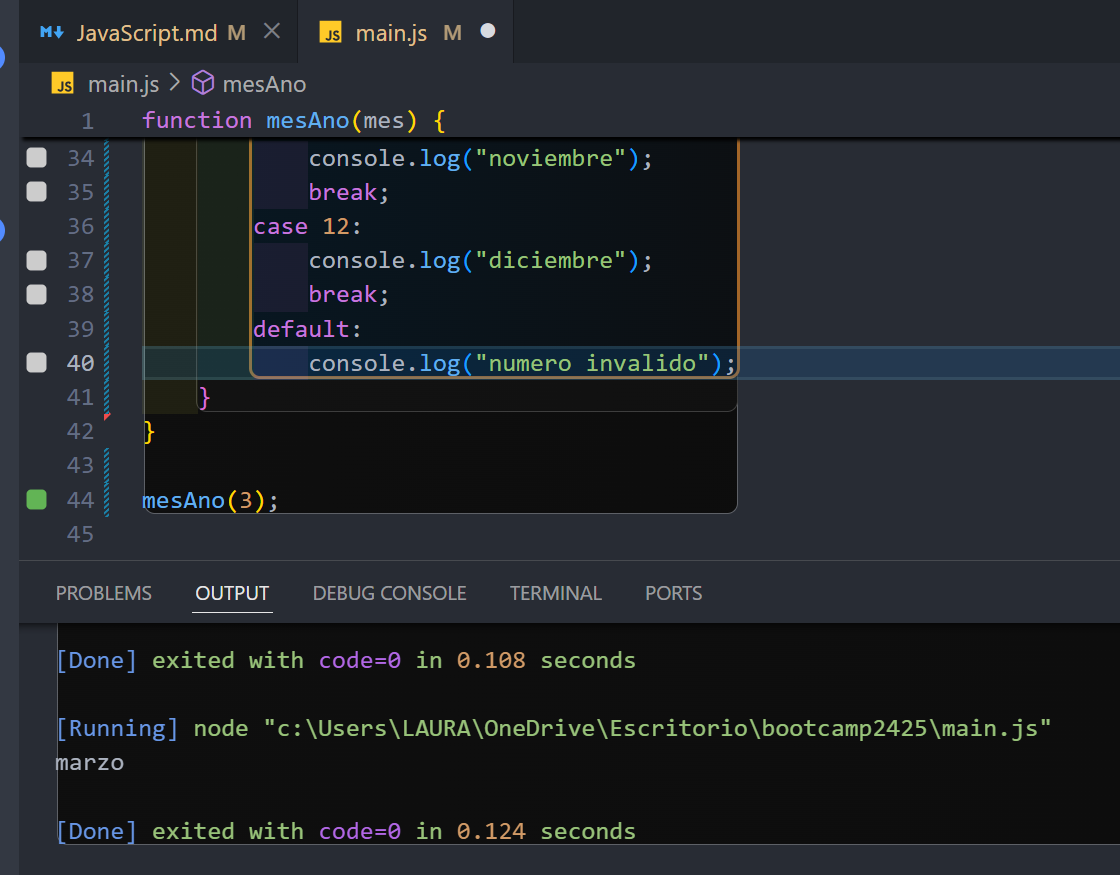 JavaScript.md M
JS main.js M
JS main.js > mesAno
1 function mesAno(mes) {
34 console.log("noviembre");
35 break;
36 case 12:
37 console.log("diciembre");
38 break;
39 default:
40 console.log("numero invalido");
41 }
42 }
43
44 mesAno(3);
45
PROBLEMS OUTPUT DEBUG CONSOLE TERMINAL PORTS
[Done] exited with code=0 in 0.108 seconds
[Running] node "c:\Users\LAURA\OneDrive\Escritorio\bootcamp2425\main.js"
marzo
[Done] exited with code=0 in 0.124 seconds